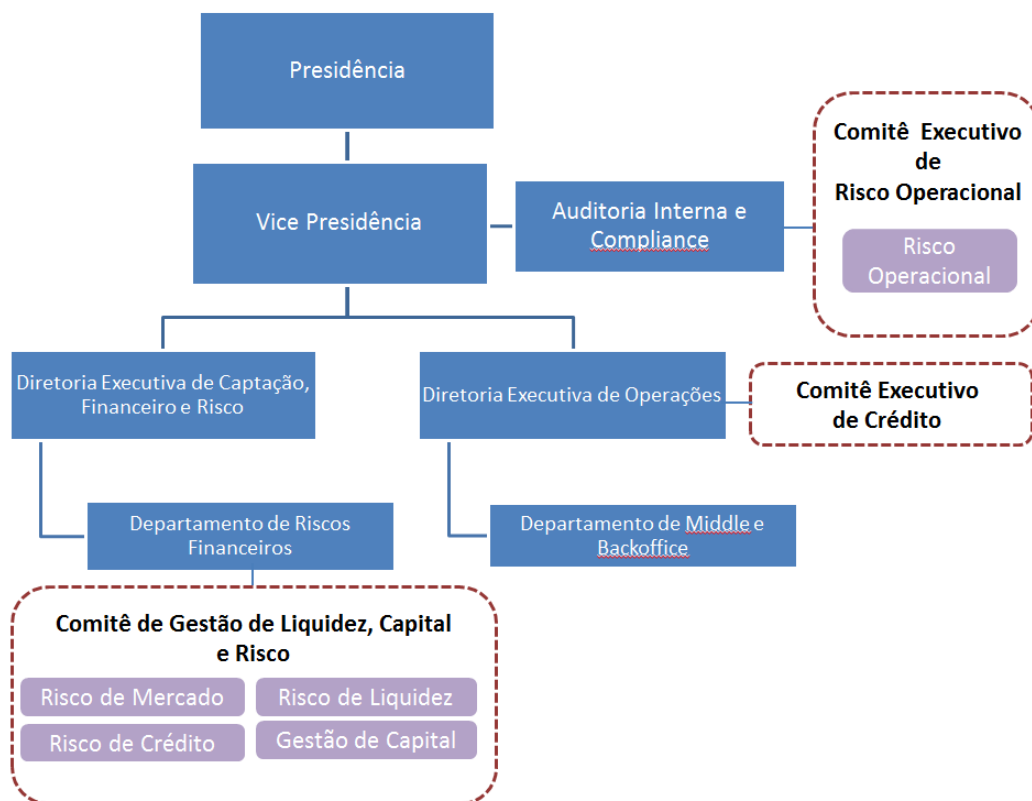 Presidência
Vice Presidência
Auditoria Interna e
Compliance
Comitê Executivo
de
Risco Operacional
Risco
Operacional
Diretoria Executiva de Captação,
Financeiro e Risco
Diretoria Executiva de Operações
Comitê Executivo
de Crédito
Departamento de Riscos
Financeiros
Departamento de Middle e
Backoffice
Comitê de Gestão de Liquidez, Capital
e Risco
Risco de Mercado
Risco de Liquidez
Risco de Crédito
Gestão de Capital